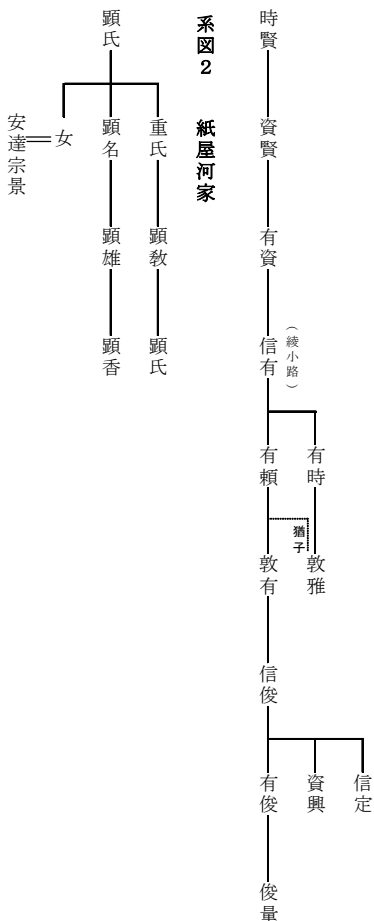 時賢
資賢
有資
信有
(綾小路)
有時
敦雅
有頼
猶子
敦有
信俊
信定
資興
有俊
俊量
系図2 紙屋河家
顕氏
重氏
顕教
顕氏
顕名
顕雄
顕香
女
安達宗景